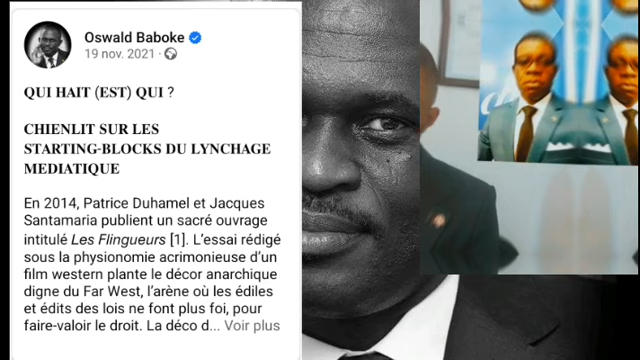 Oswald Baboke
19 nov. 2021 ·
QUI HAIT (EST) QUI ?
CHIENLIT SUR LES
STARTING-BLOCKS DU LYNCHAGE
MEDIATIQUE
En 2014, Patrice Duhamel et Jacques
Santamaria publient un sacré ouvrage
intitulé Les Flingueurs [1]. L'essai rédigé
sous la physionomie acrimonieuse d'un
film western plante le décor anarchique
digne du Far West, l'arène où les édiles
et édits des lois ne font plus foi, pour
faire-valoir le droit. La déco d... Voir plus